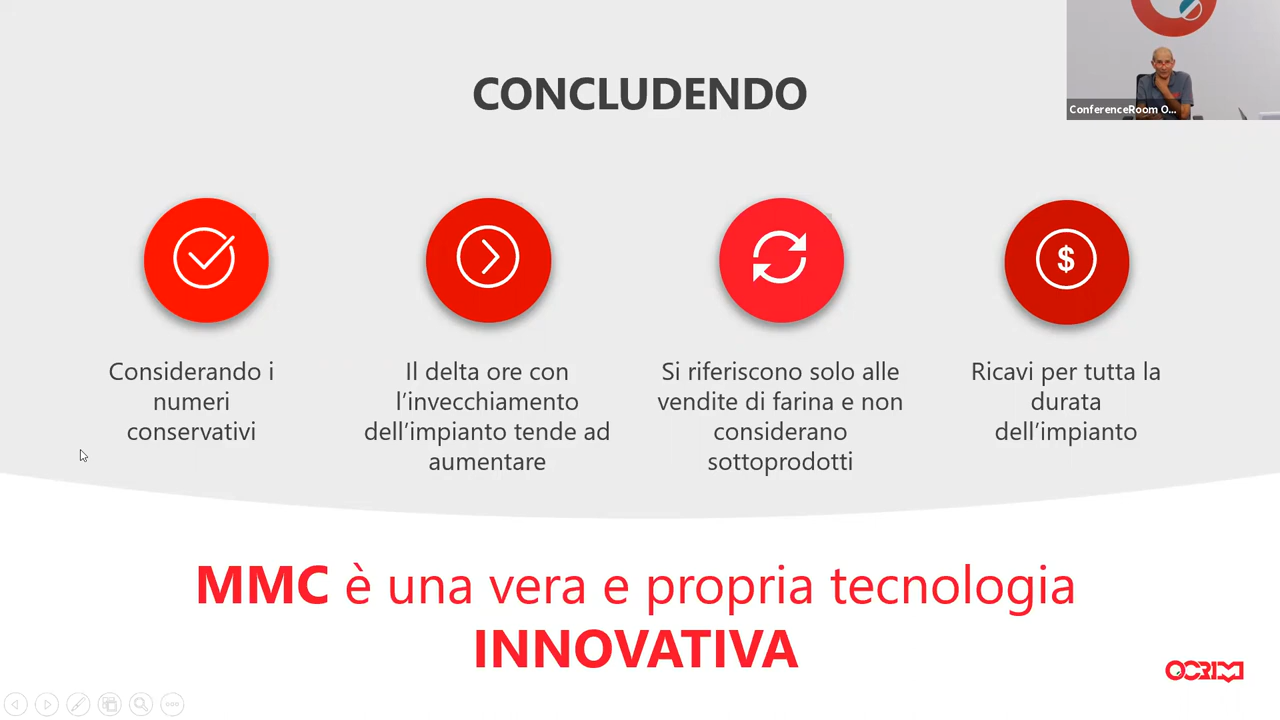 CONCLUDENDO
ConferenceRoom O...
$
Considerando i
numeri
conservativi
Il delta ore con
l'invecchiamento
dell'impianto tende ad
aumentare
Si riferiscono solo alle
vendite di farina e non
considerano
sottoprodotti
Ricavi per tutta la
durata
dell'impianto
MMC è una vera e propria tecnologia
INNOVATIVA
OCRIM